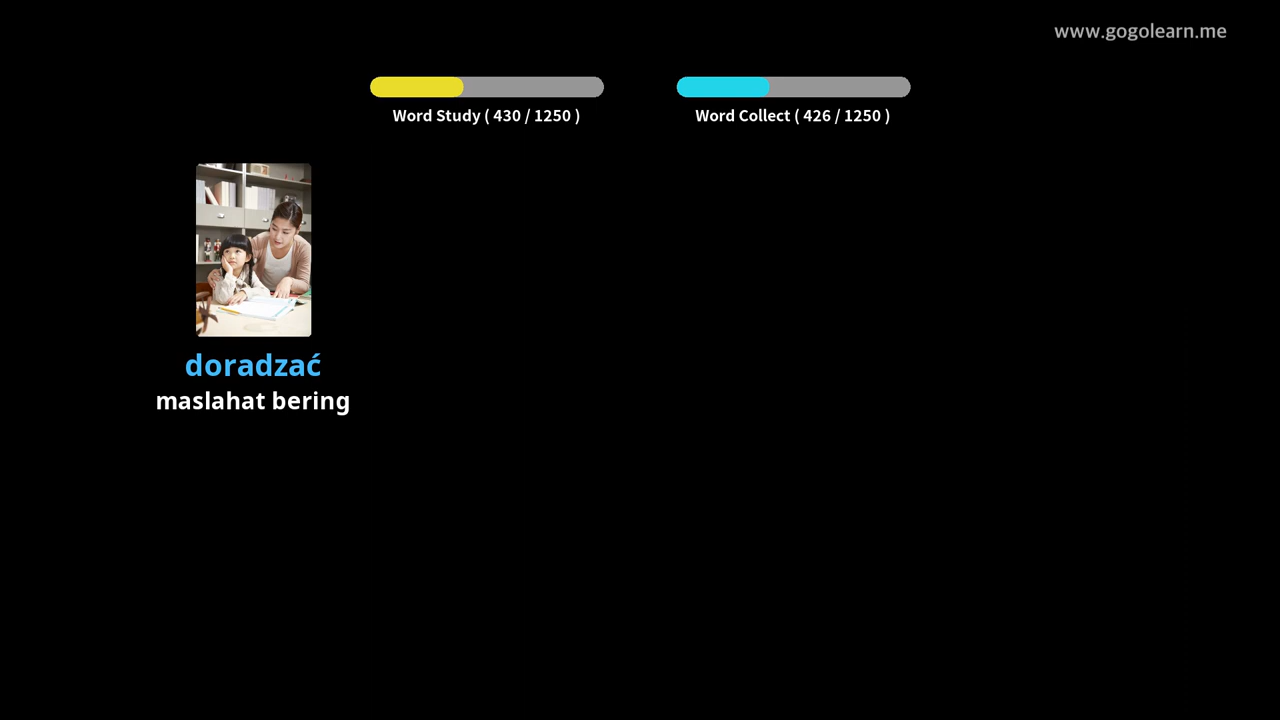 www.gogolearn.me
Word Study ( 430 / 1250 )
Word Collect ( 426 / 1250 )
doradzać
maslahat bering